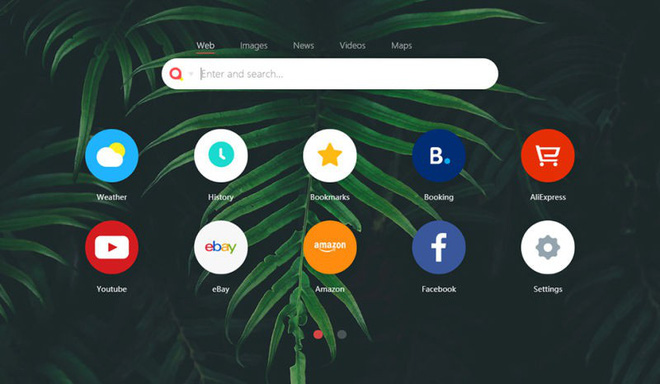 Web Images News Videos Maps
Enter and search...
B.
Weather History Bookmarks Booking AliExpress
ebay amazon f
Youtube eBay Amazon Facebook Settings